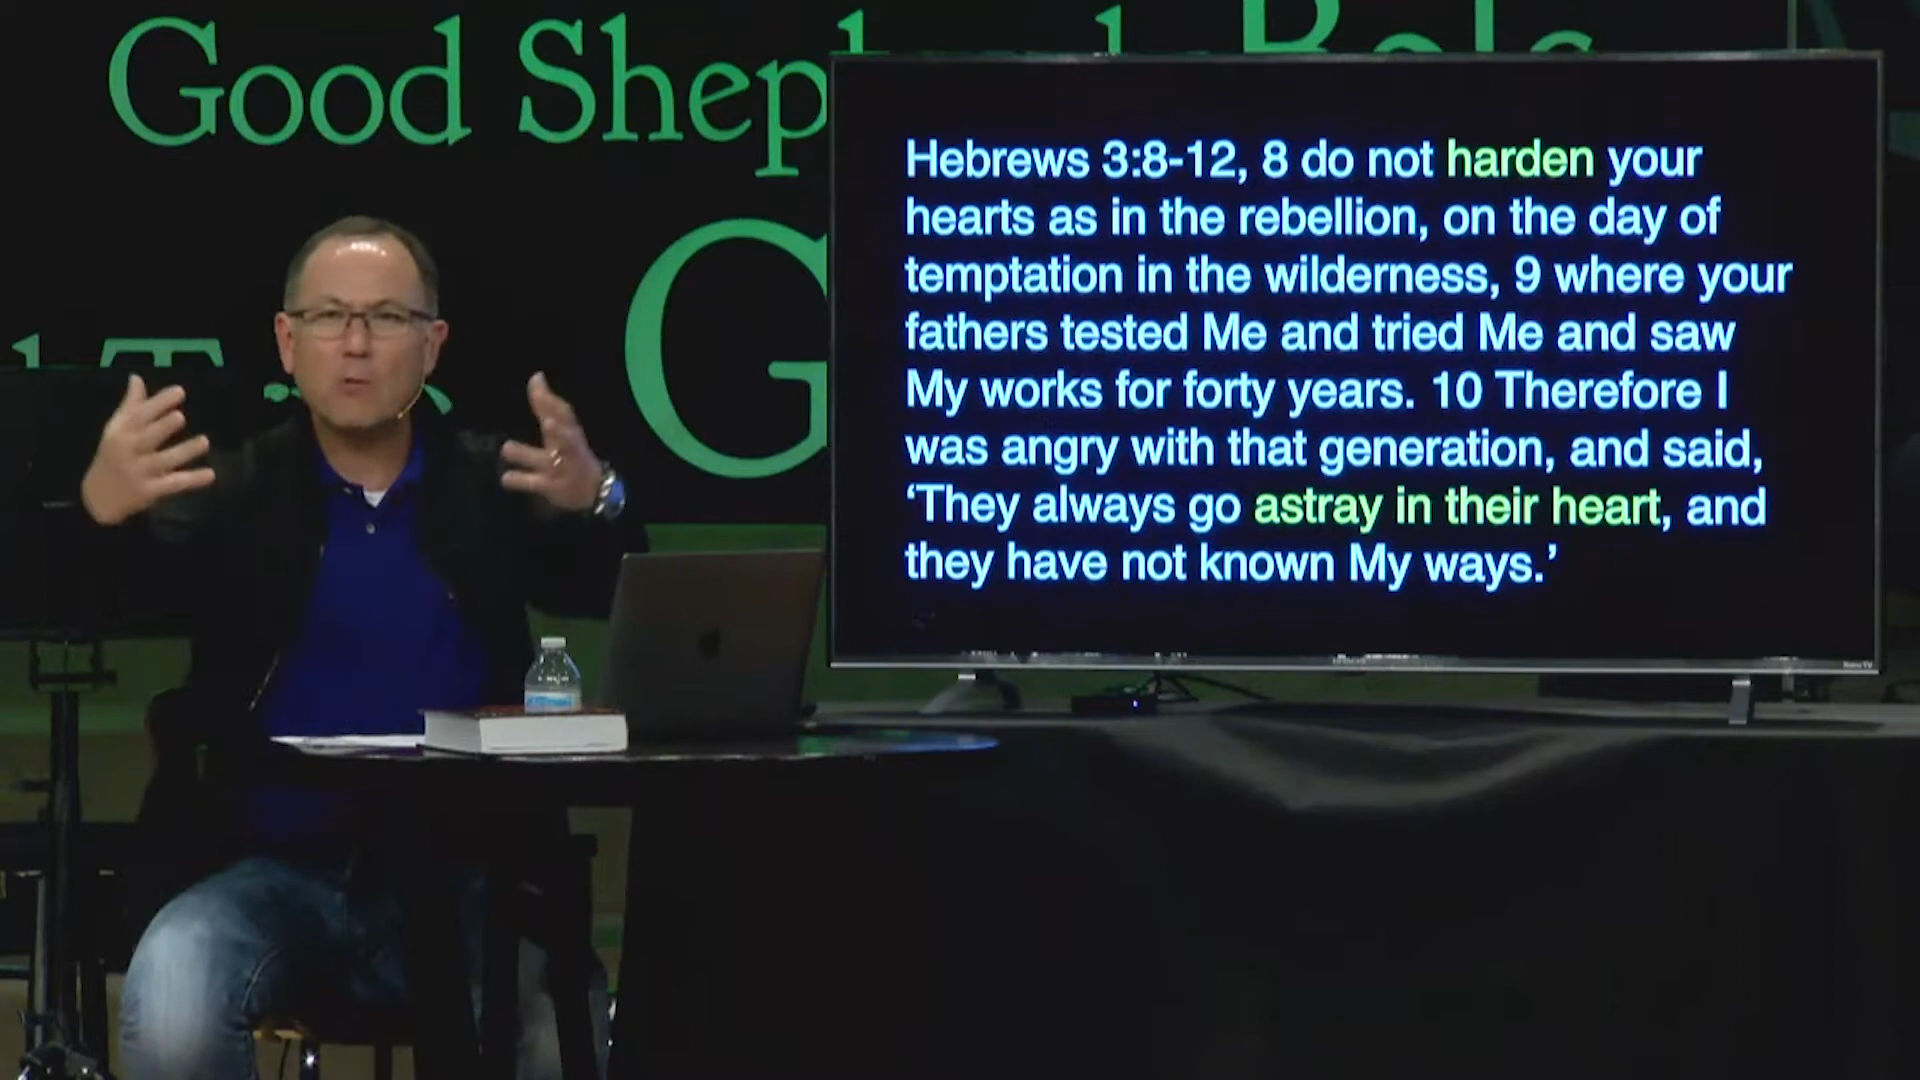 Good
Hebrews 3:8-12, 8 do not harden your
hearts as in the rebellion, on the day of
temptation in the wilderness, 9 where your
fathers tested Me and tried Me and saw
My works for forty years. 10 Therefore I
was angry with that generation, and said,
‘They always go astray in their heart, and
they have not known My ways.’
Roku TV